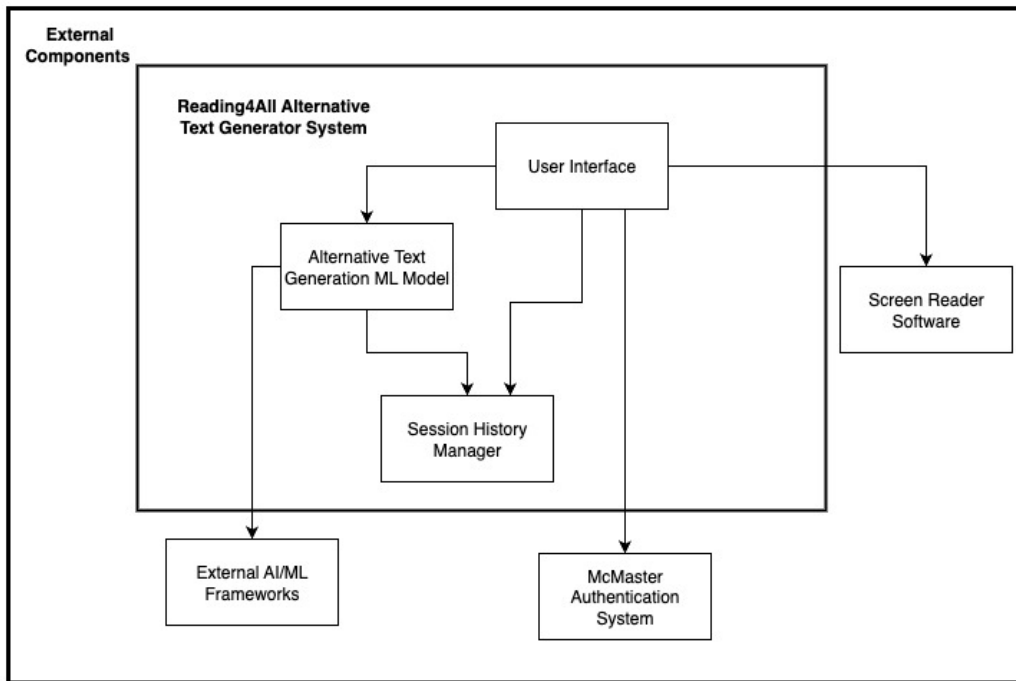 External
Components
Reading4All Alternative
Text Generator System
User Interface
Alternative Text
Generation ML Model
Screen Reader
Software
Session History
Manager
External AI/ML
Frameworks
McMaster
Authentication
System